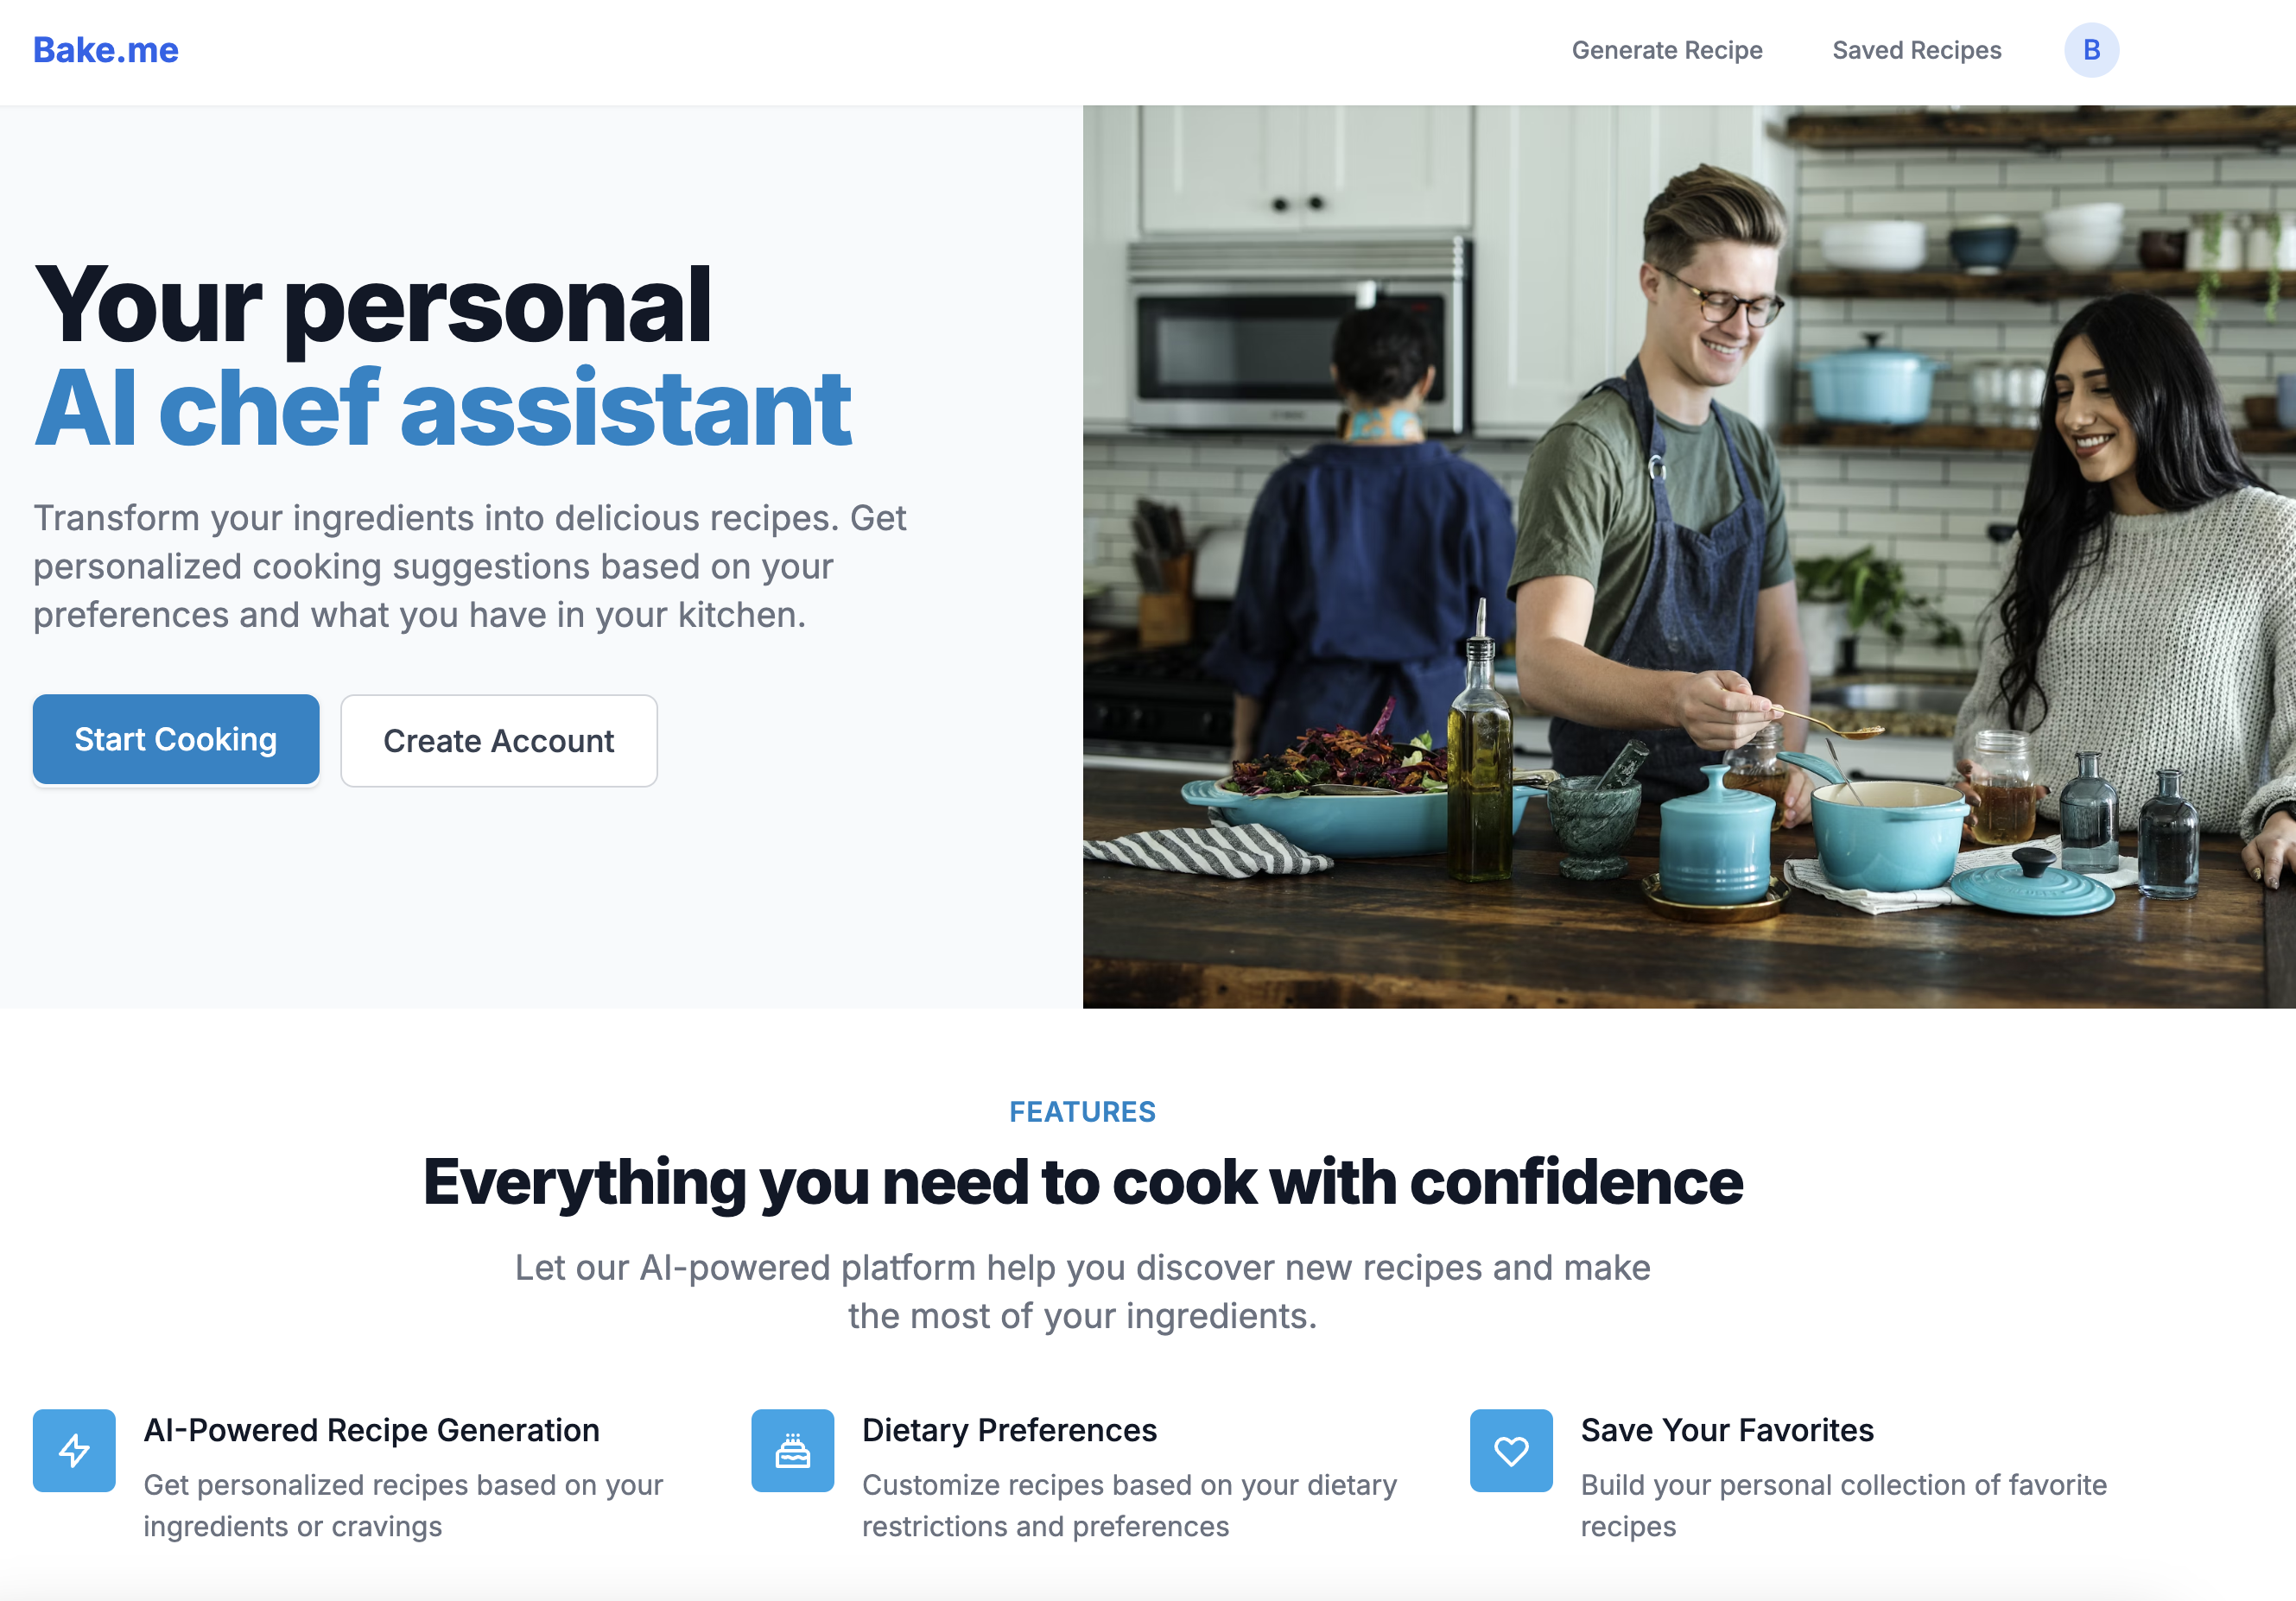 Bake.me
Generate Recipe
Saved Recipes
B
Your personal
AI chef assistant
Transform your ingredients into delicious recipes. Get
personalized cooking suggestions based on your
preferences and what you have in your kitchen.
Start Cooking
Create Account
FEATURES
Everything you need to cook with confidence
Let our AI-powered platform help you discover new recipes and make
the most of your ingredients.
AI-Powered Recipe Generation
Get personalized recipes based on your
ingredients or cravings
Dietary Preferences
Customize recipes based on your dietary
restrictions and preferences
Save Your Favorites
Build your personal collection of favorite
recipes